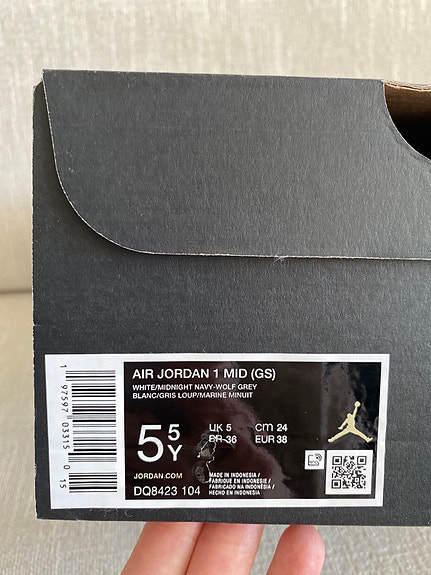 AIR JORDAN 1 MID (GS)
WHITE/MIDNIGHT NAVY-WOLF GREY
BLANC/GRIS LOUP/MARINE MINUIT
5 5 Y
UK 5 cm 24
BR 36 EUR 38
JORDAN.COM
DQ8423 104
MADE IN INDONESIA /
FABRIQUE EN INDONESIE /
FABRICADO NA INDONÉSIA /
HECHO EN INDONESIA
1 97597 03315 0 15